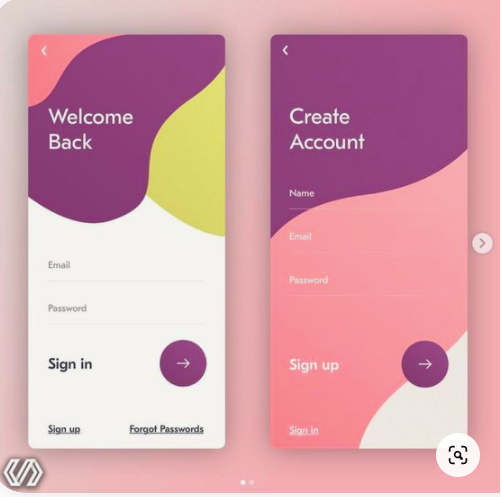 Welcome
Back
Email
Password
Sign in
Sign up
Forgot Passwords
Create
Account
Name
Email
Password
Sign up
Sign in